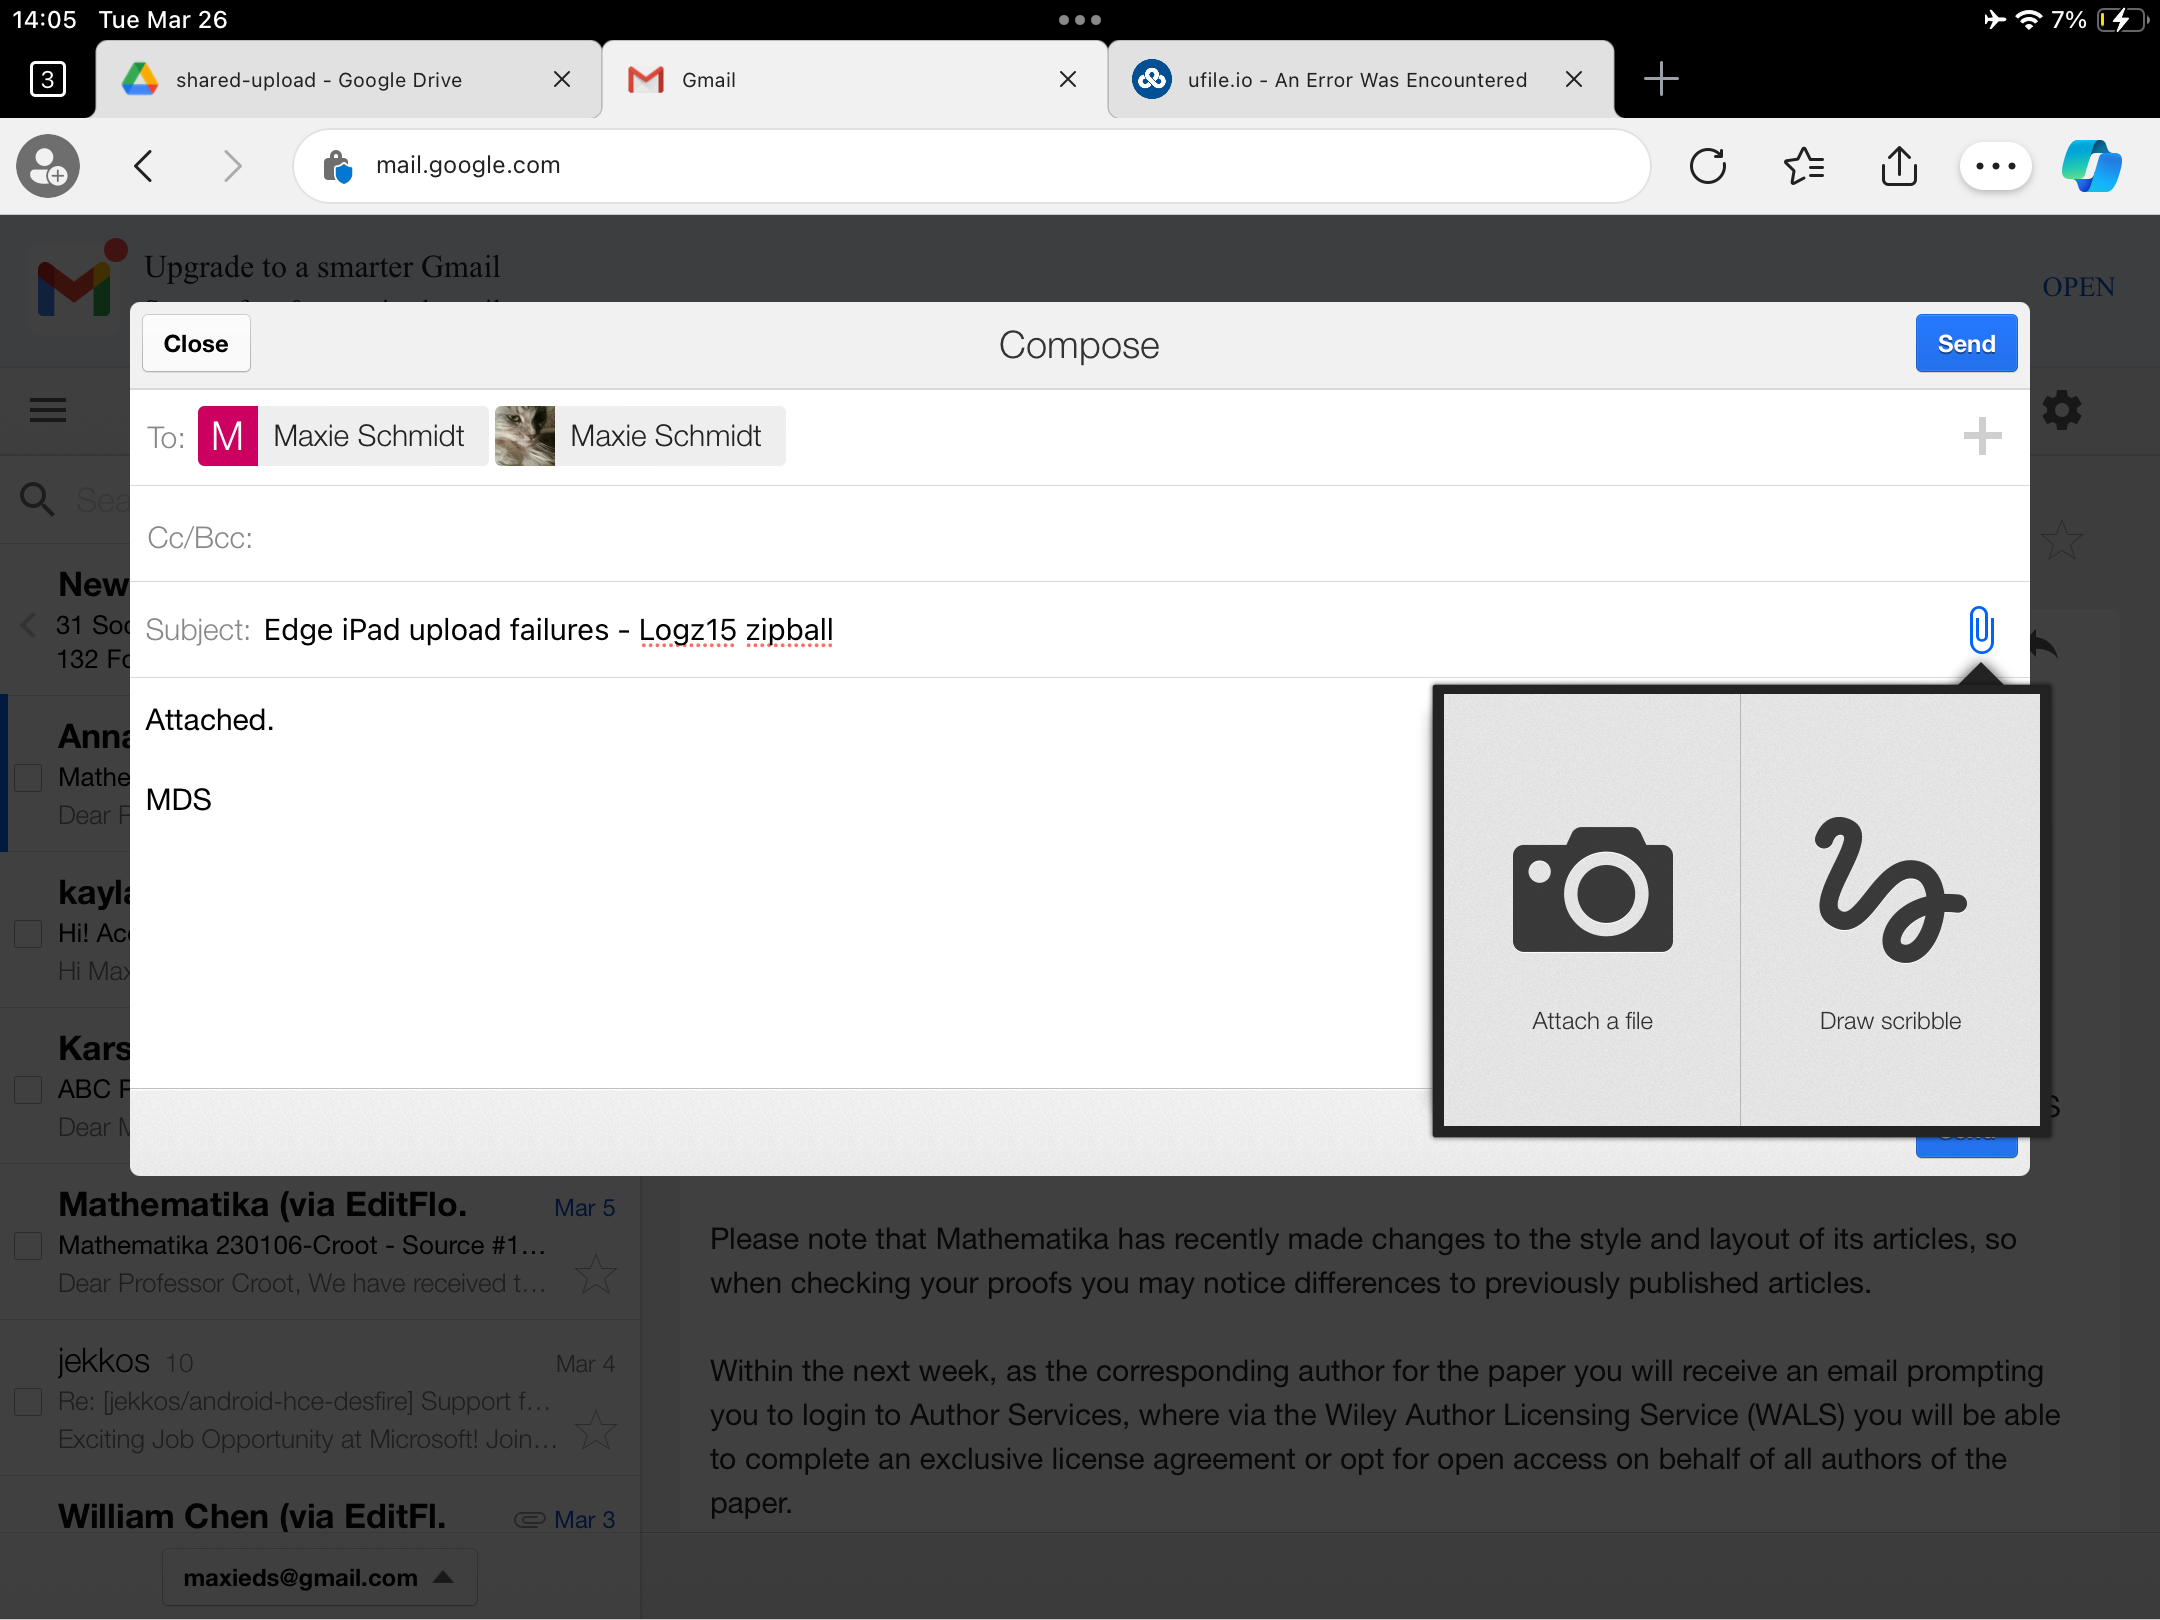 14:05 Tue Mar 26
7%
3
shared-upload - Google Drive
Gmail
ufile.io - An Error Was Encountered
mail.google.com
Upgrade to a smarter Gmail
OPEN
Close
Compose
Send
To: M Maxie Schmidt Maxie Schmidt
Cc/Bcc:
Subject: Edge iPad upload failures - Logz15 zipball
Attached.
MDS
Attach a file
Draw scribble
Sea
New
31 Soc
132 Fo
Anna
Mathe
Dear P
kayla
Hi! Acc
Hi Max
Kars
ABC P
Dear M
Mathematika (via EditFlo. Mar 5
Mathematika 230106-Croot - Source #1...
Dear Professor Croot, We have received t...
jekkos 10 Mar 4
Re: [jekkos/android-hce-desfire] Support f...
Exciting Job Opportunity at Microsoft! Join...
William Chen (via EditFl. Mar 3
maxieds@gmail.com
Please note that Mathematika has recently made changes to the style and layout of its articles, so
when checking your proofs you may notice differences to previously published articles.
Within the next week, as the corresponding author for the paper you will receive an email prompting
you to login to Author Services, where via the Wiley Author Licensing Service (WALS) you will be able
to complete an exclusive license agreement or opt for open access on behalf of all authors of the
paper.